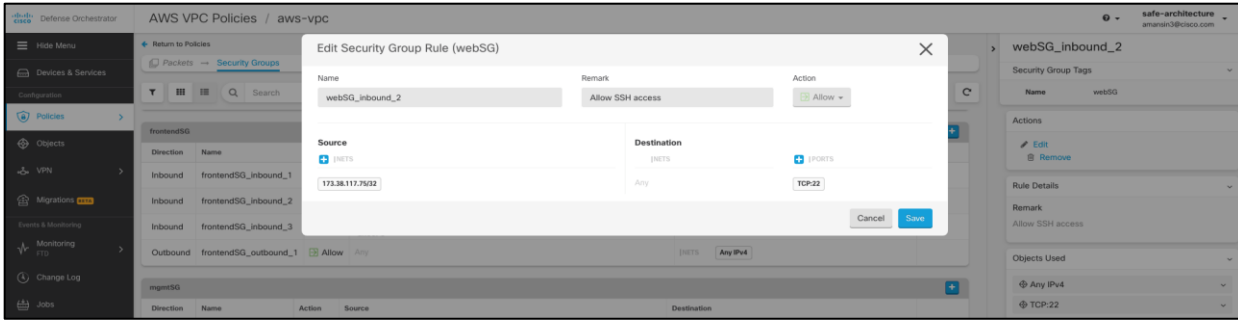 CISCO Defense Orchestrator
AWS VPC Policies / aws-vpc
safe-architecture
amansin3@cisco.com
Hide Menu
Devices & Services
Configuration
Policies
Objects
VPN
Migrations BETA
Events & Monitoring
Monitoring
FTD
Change Log
Jobs
Return to Policies
Packets → Security Groups
Search
frontendSG
Direction Name
Inbound frontendSG_inbound_1
Inbound frontendSG_inbound_2
Inbound frontendSG_inbound_3
Outbound frontendSG_outbound_1 Allow Any NETS Any IPv4
mgmtSG
Direction Name Action Source Destination
Edit Security Group Rule (webSG)
Name Remark Action
webSG_inbound_2 Allow SSH access Allow
Source Destination
NETS NETS PORTS
173.38.117.75/32 Any TCP:22
Cancel Save
webSG_inbound_2
Security Group Tags
Name webSG
Actions
Edit
Remove
Rule Details
Remark
Allow SSH access
Objects Used
Any IPv4
TCP:22